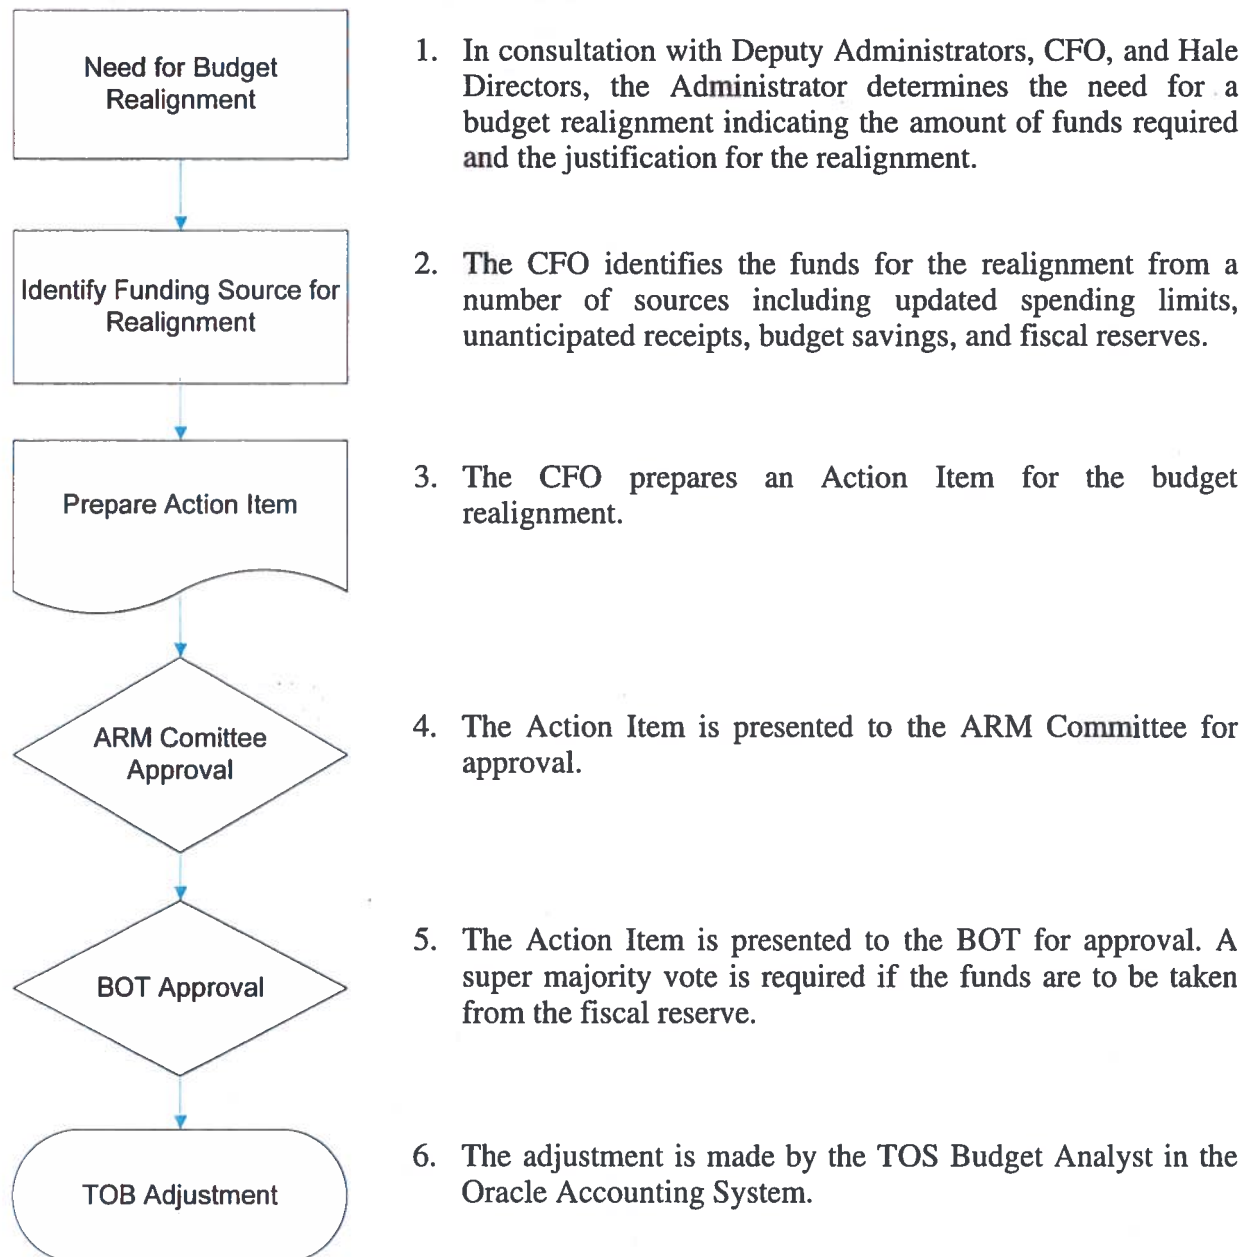 Need for Budget
Realignment
1. In consultation with Deputy Administrators, CFO, and Hale
Directors, the Administrator determines the need for a
budget realignment indicating the amount of funds required
and the justification for the realignment.
Identify Funding Source for
Realignment
2. The CFO identifies the funds for the realignment from a
number of sources including updated spending limits,
unanticipated receipts, budget savings, and fiscal reserves.
Prepare Action Item
3. The CFO prepares an Action Item for the budget
realignment.
ARM Comittee
Approval
4. The Action Item is presented to the ARM Committee for
approval.
BOT Approval
5. The Action Item is presented to the BOT for approval. A
super majority vote is required if the funds are to be taken
from the fiscal reserve.
TOB Adjustment
6. The adjustment is made by the TOS Budget Analyst in the
Oracle Accounting System.